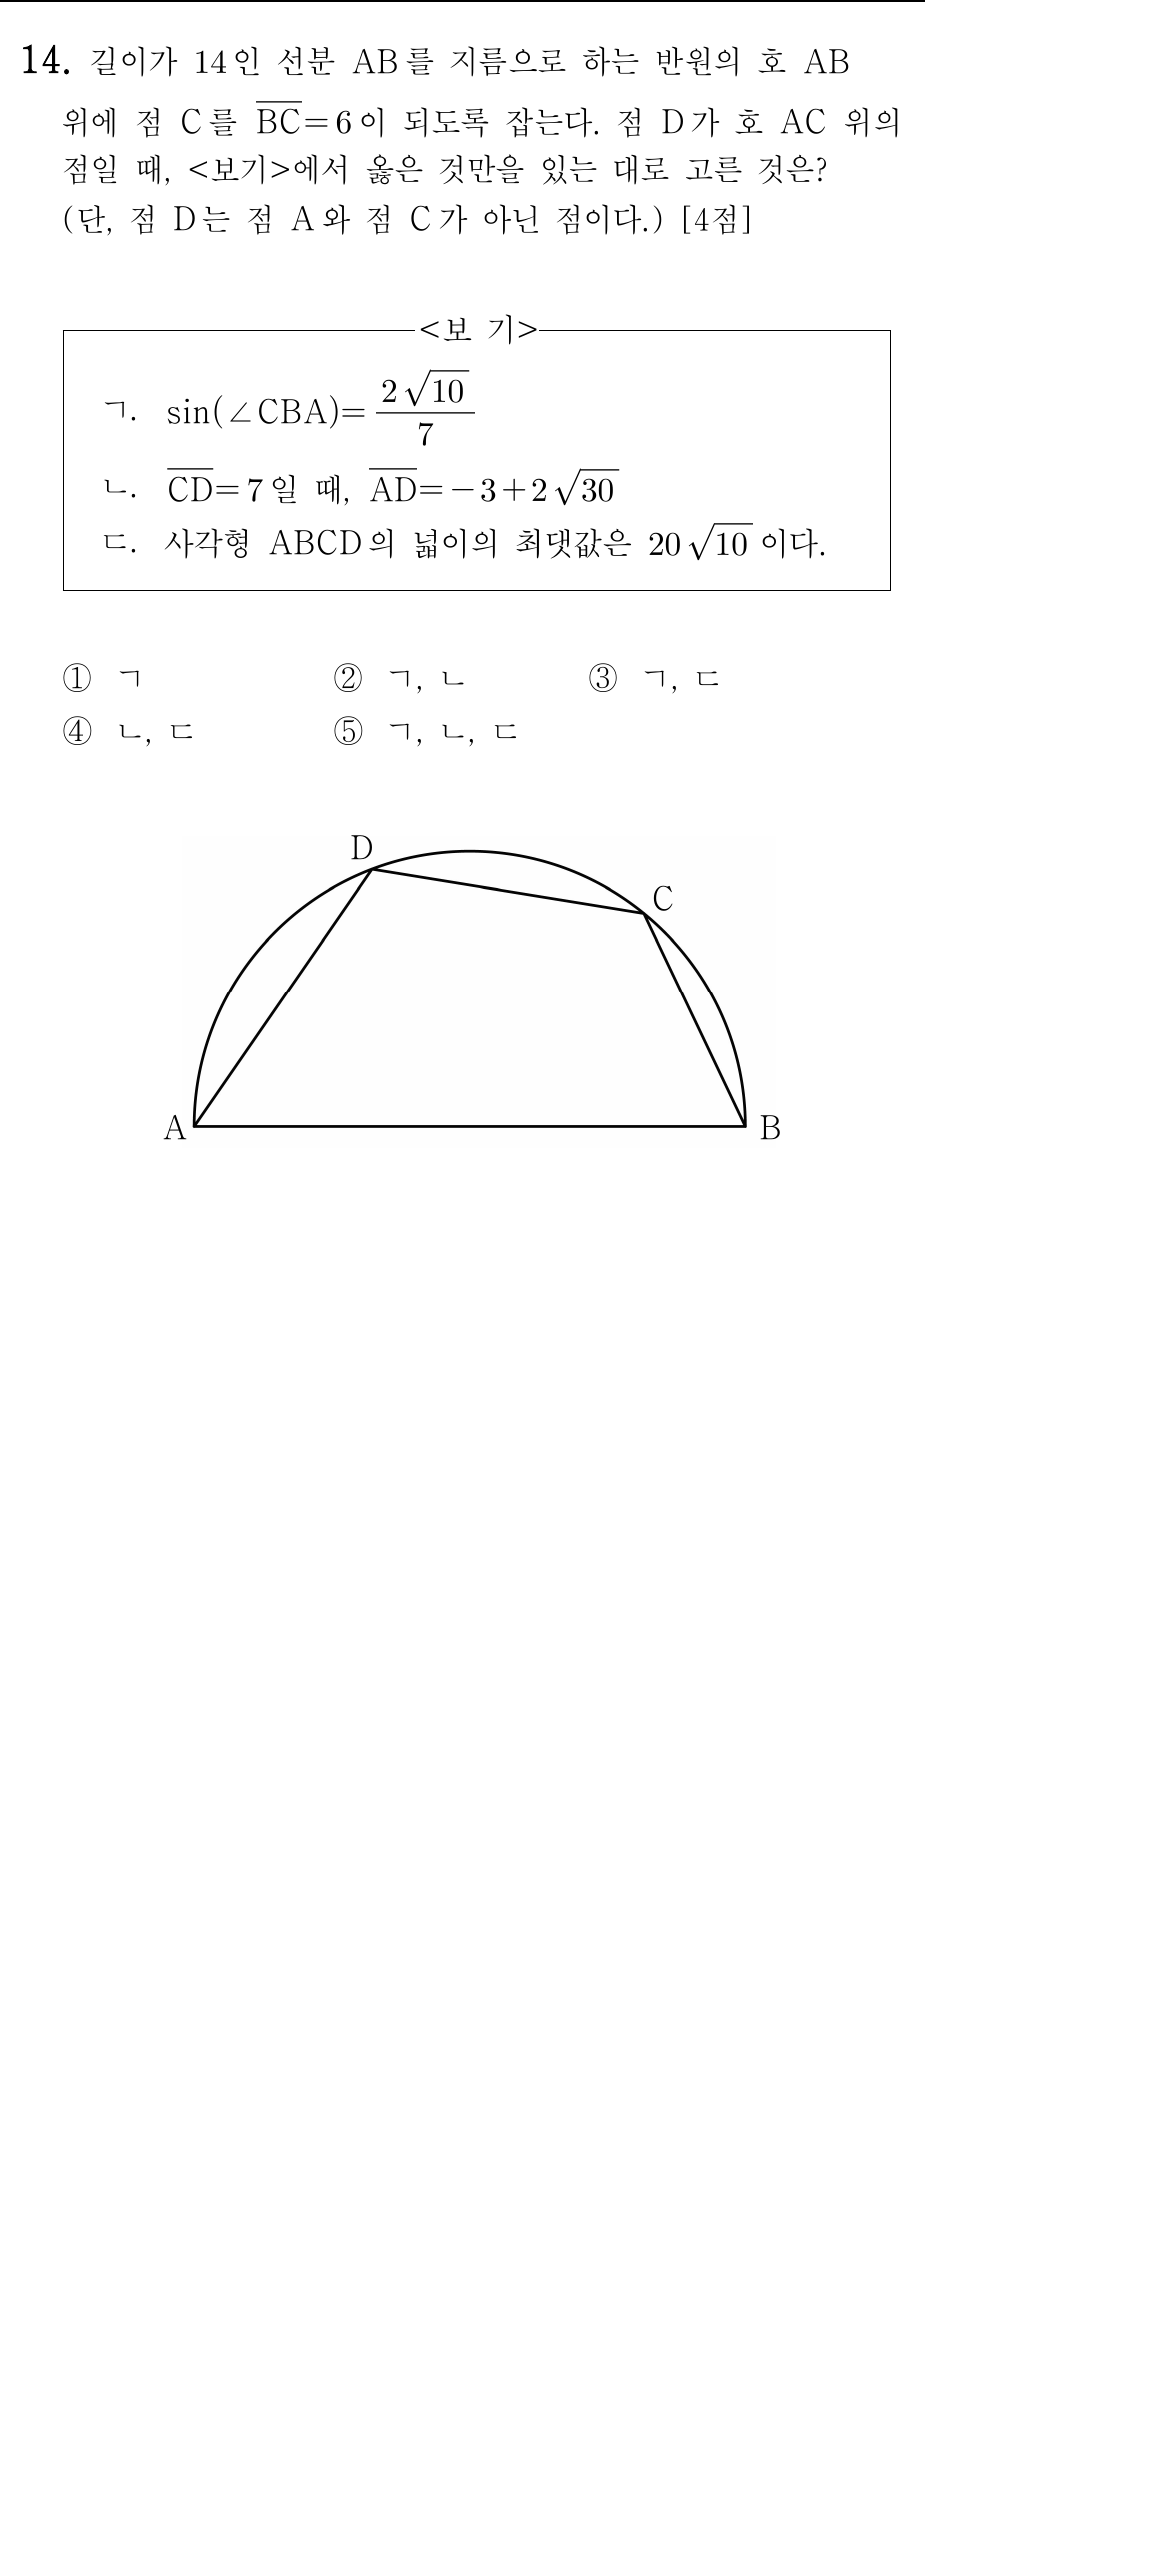 14. 길이가 14인 선분 AB를 지름으로 하는 반원의 호 AB
위에 점 C를 \overline{BC}=6이 되도록 잡는다. 점 D가 호 AC 위의
점일 때, <보기>에서 옳은 것만을 있는 대로 고른 것은?
(단, 점 D는 점 A와 점 C가 아닌 점이다.) [4점]
<보 기>
ㄱ. sin(∠CBA)=\frac{2\sqrt{10}}{7}
ㄴ. \overline{CD}=7일 때, \overline{AD}=-3+2\sqrt{30}
ㄷ. 사각형 ABCD의 넓이의 최댓값은 20\sqrt{10}이다.
① ㄱ ② ㄱ, ㄴ ③ ㄱ, ㄷ
④ ㄴ, ㄷ ⑤ ㄱ, ㄴ, ㄷ
D
C
A
B